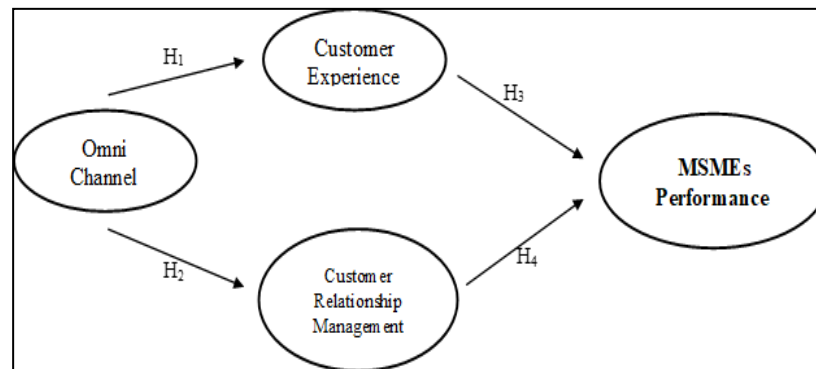 H₁
Customer
Experience
H₃
Omni
Channel
MSMEs
Performance
H₂
Customer
Relationship
Management
H₄